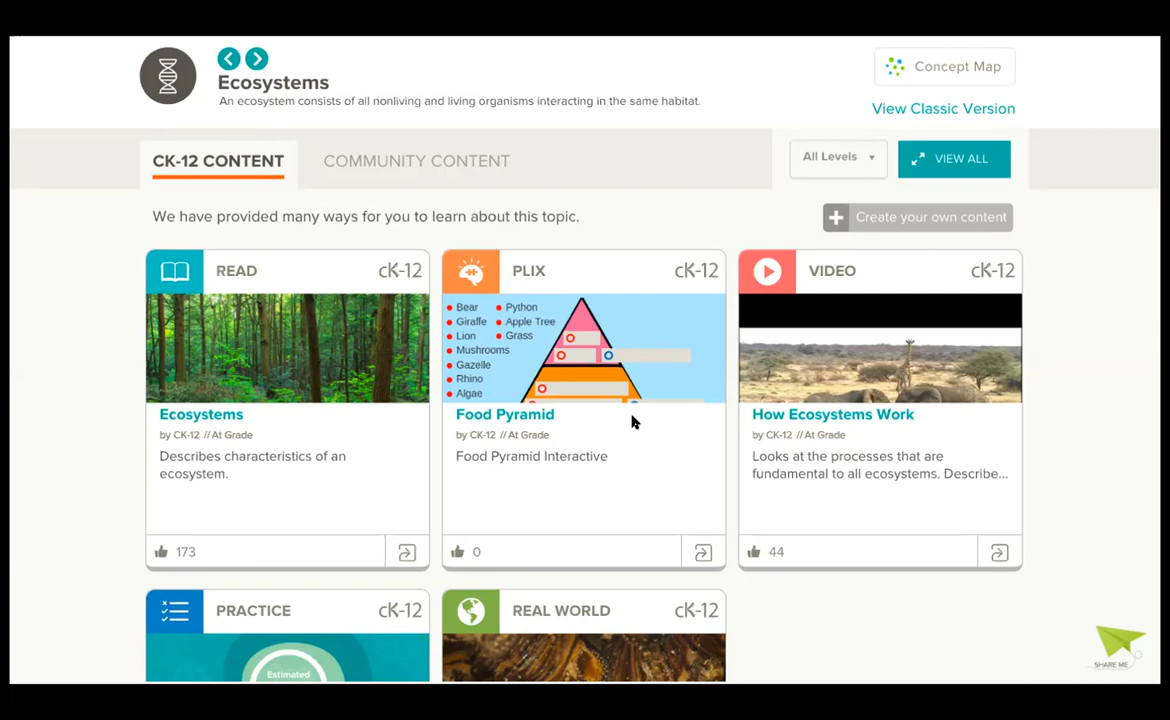 Ecosystems
An ecosystem consists of all nonliving and living organisms interacting in the same habitat.
Concept Map
View Classic Version
CK-12 CONTENT
COMMUNITY CONTENT
All Levels
VIEW ALL
We have provided many ways for you to learn about this topic.
Create your own content
READ
cK-12
Ecosystems
by CK-12 // At Grade
Describes characteristics of an
ecosystem.
173
PLIX
cK-12
Bear
Giraffe
Lion
Mushrooms
Gazelle
Rhino
Algae
Python
Apple Tree
Grass
Food Pyramid
by CK-12 // At Grade
Food Pyramid Interactive
0
VIDEO
cK-12
How Ecosystems Work
by CK-12 // At Grade
Looks at the processes that are
fundamental to all ecosystems. Describe...
44
PRACTICE
cK-12
Estimated
REAL WORLD
cK-12
SHARE ME